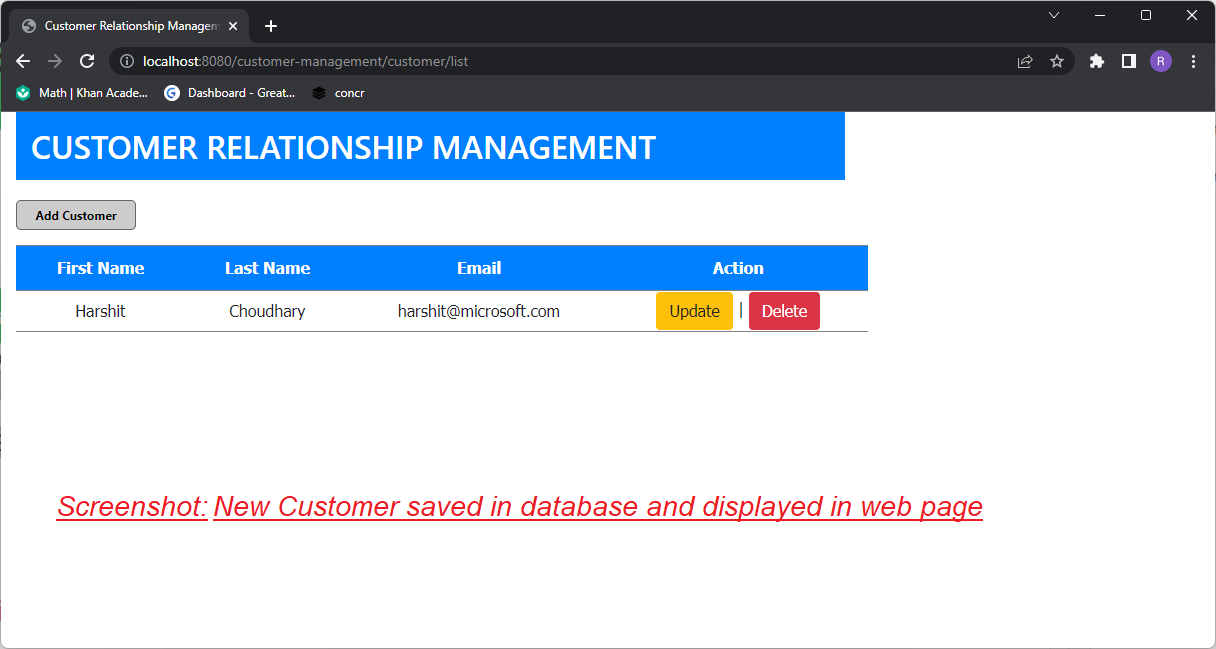 Customer Relationship Managem
localhost:8080/customer-management/customer/list
R
Math | Khan Acade... G Dashboard - Great... concr
CUSTOMER RELATIONSHIP MANAGEMENT
Add Customer
First Name Last Name Email Action
Harshit Choudhary harshit@microsoft.com Update | Delete
Screenshot: New Customer saved in database and displayed in web page